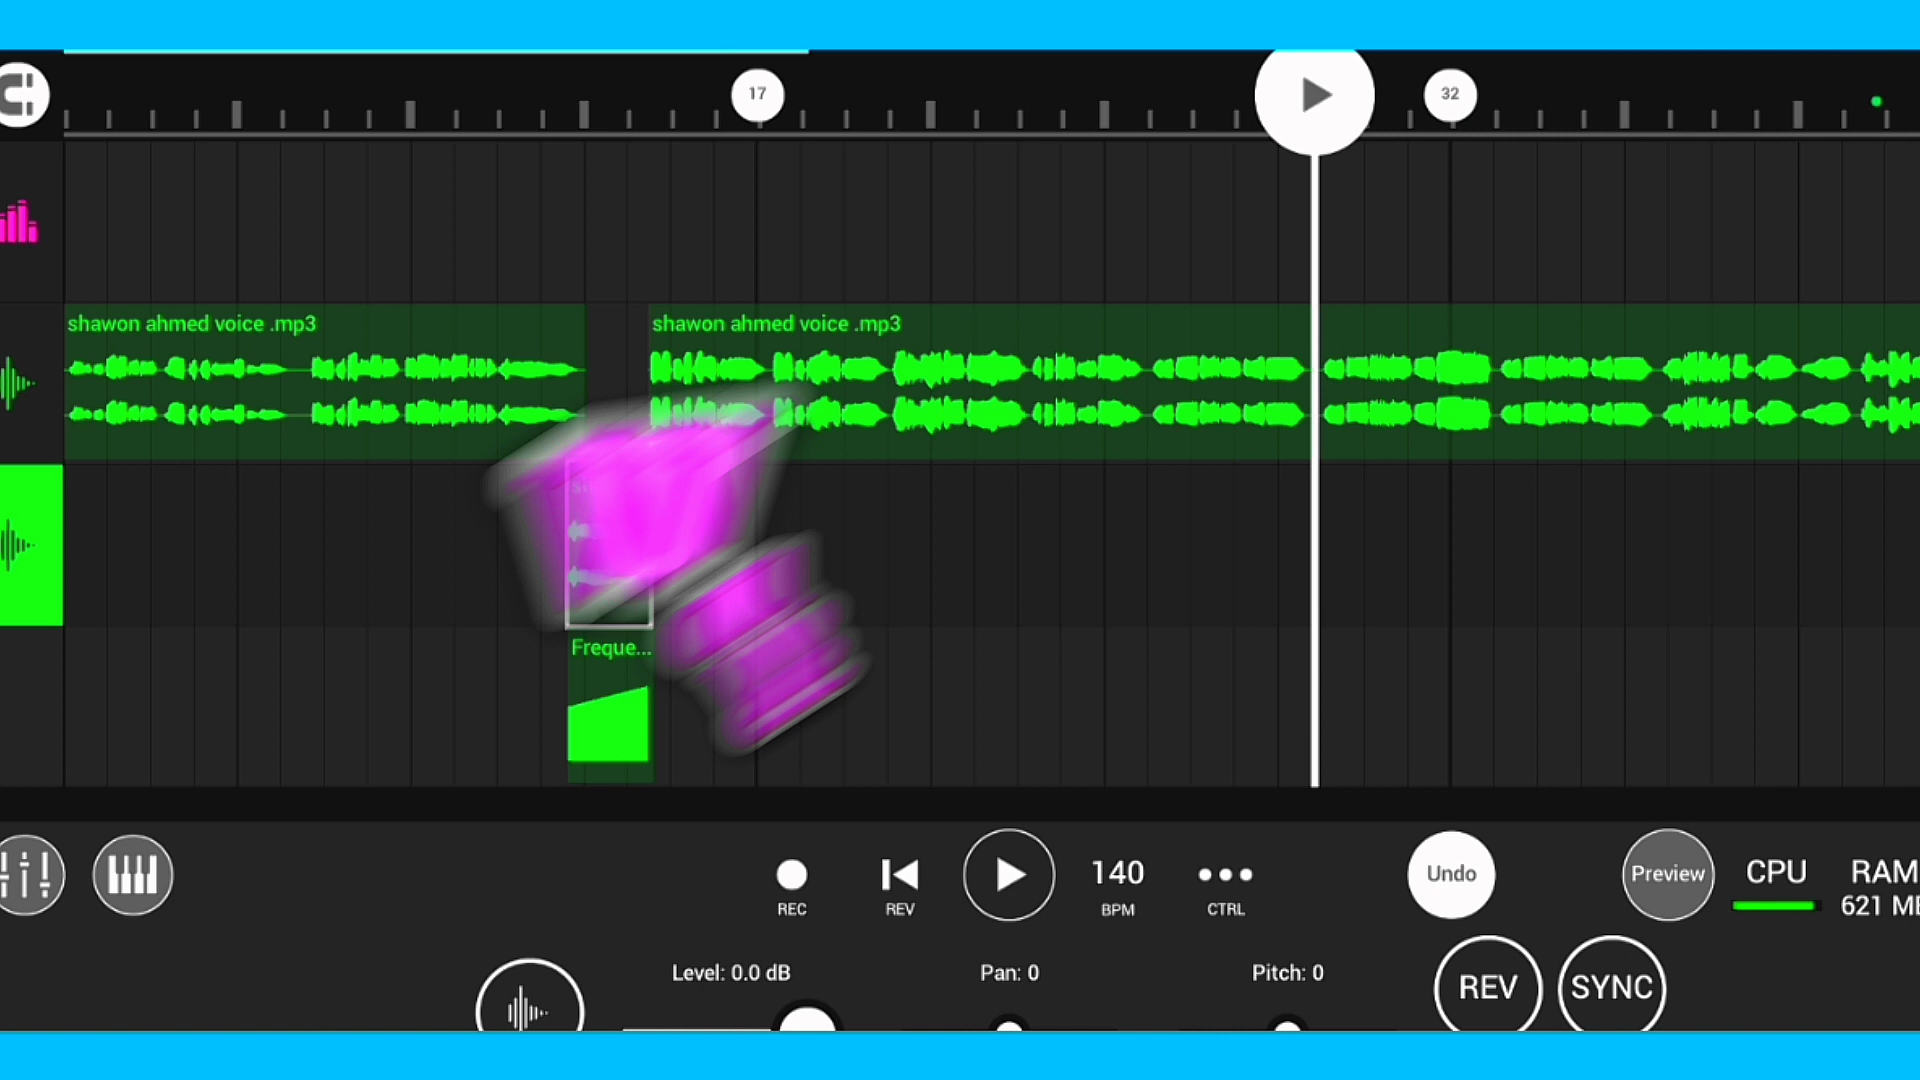 17
32
shawon ahmed voice .mp3
shawon ahmed voice .mp3
Freque...
Undo
Preview
CPU
RAM
621 MB
140
REC
REV
BPM
CTRL
Level: 0.0 dB
Pan: 0
Pitch: 0
REV
SYNC